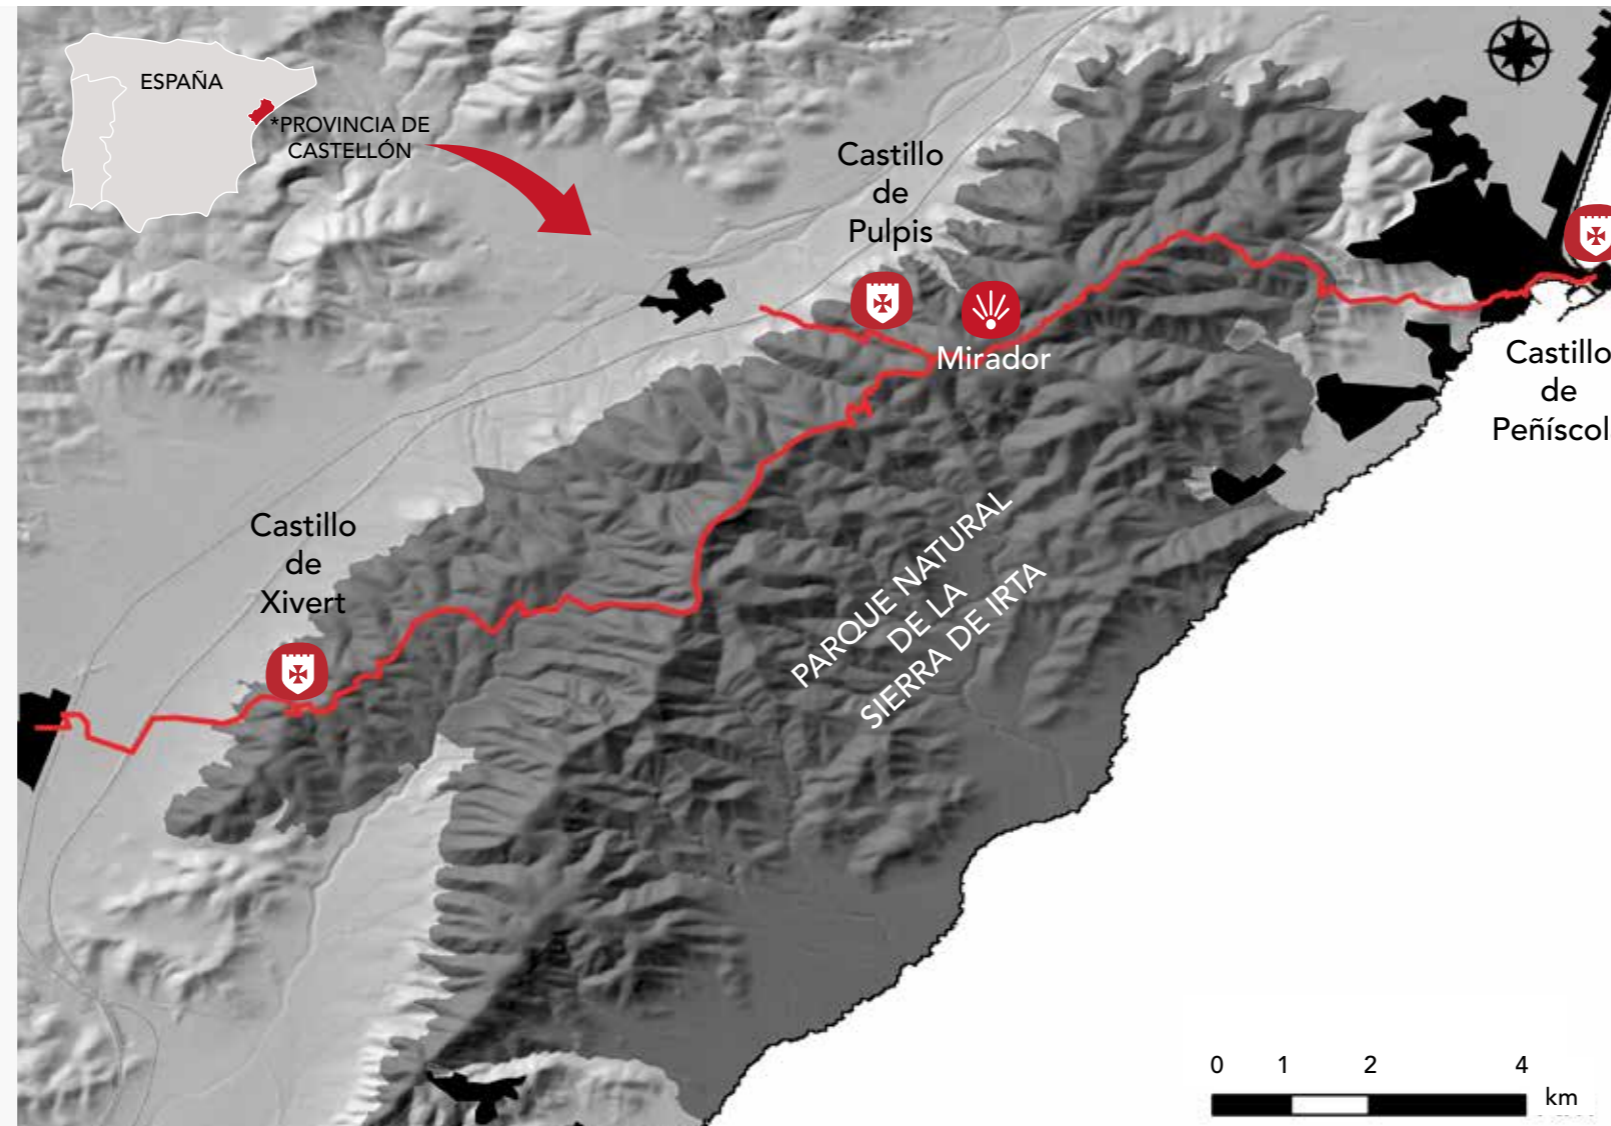 ESPAÑA
*PROVINCIA DE
CASTELLÓN
Castillo
de
Pulpis
Mirador
Castillo
de
Peñíscol
Castillo
de
Xivert
PARQUE NATURAL
DE LA
SIERRA DE IRTA
0 1 2 4
km